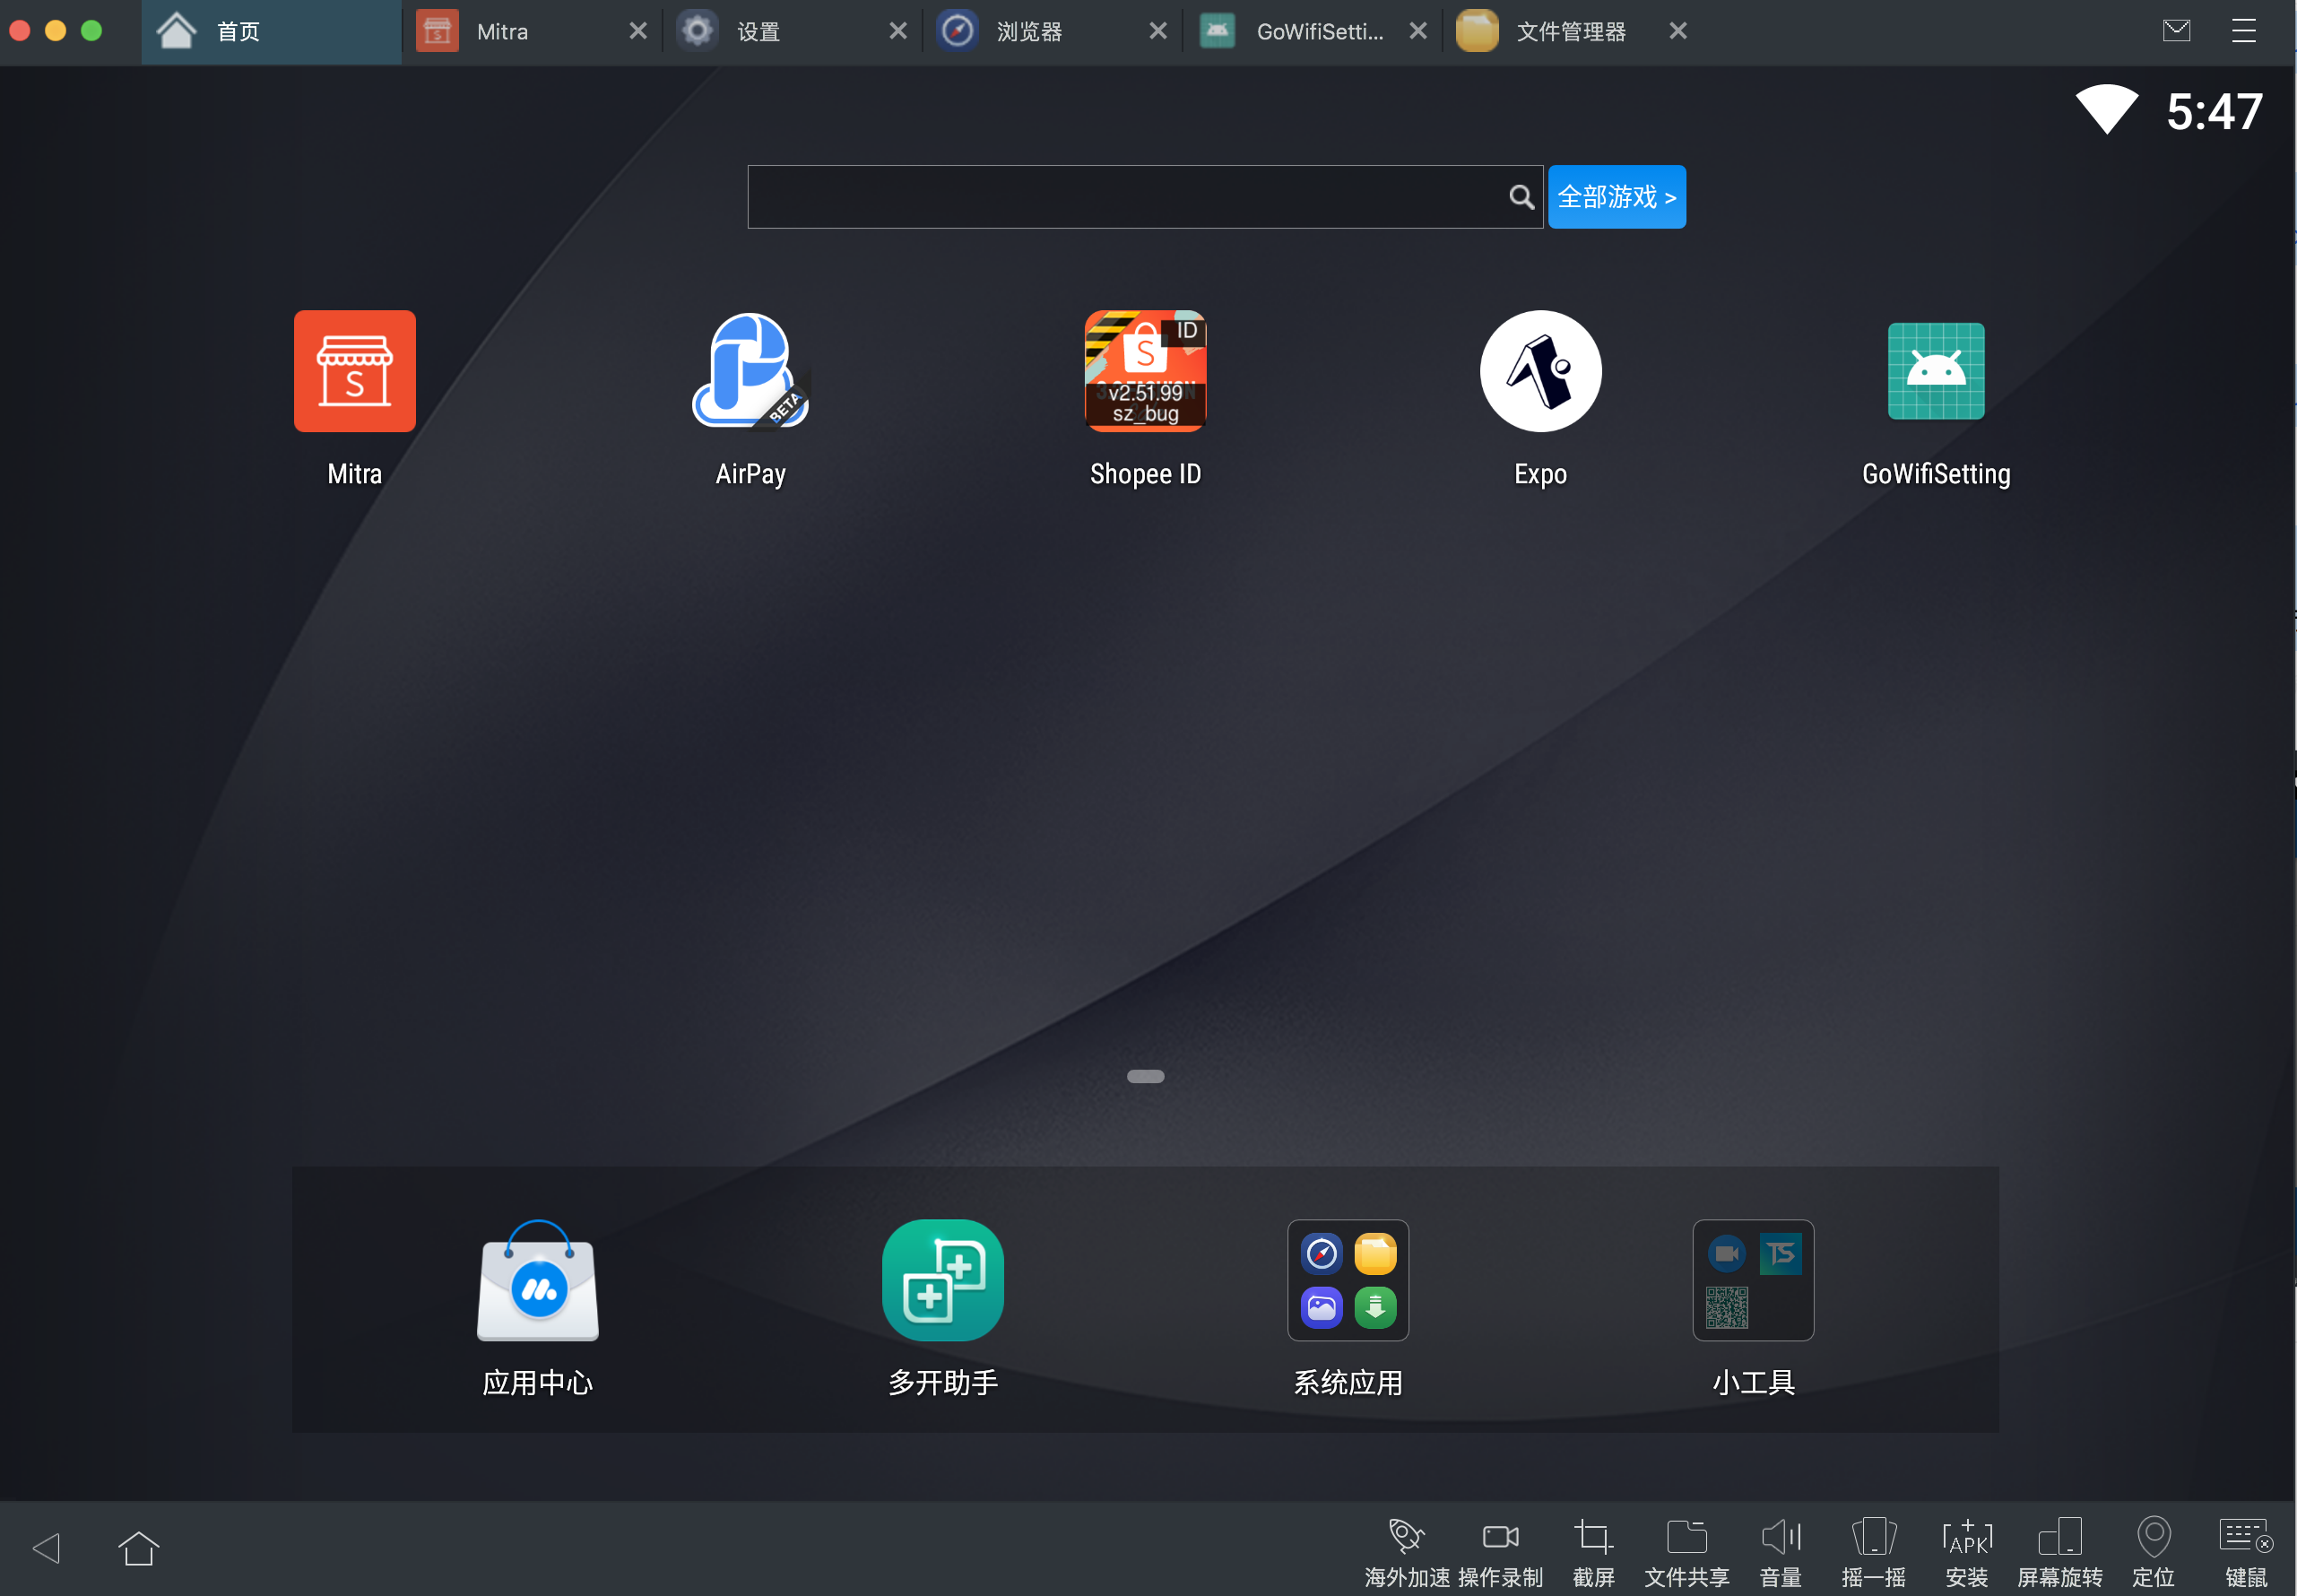 首页
Mitra
设置
浏览器
GoWifiSetti...
文件管理器
5:47
全部游戏 >
BETA
ID
S
v2.51.99
sz_bug
S
Mitra
AirPay
Shopee ID
Expo
GoWifiSetting
TS
应用中心
多开助手
系统应用
小工具
APK
海外加速
操作录制
截屏
文件共享
音量
摇一摇
安装
屏幕旋转
定位
键鼠